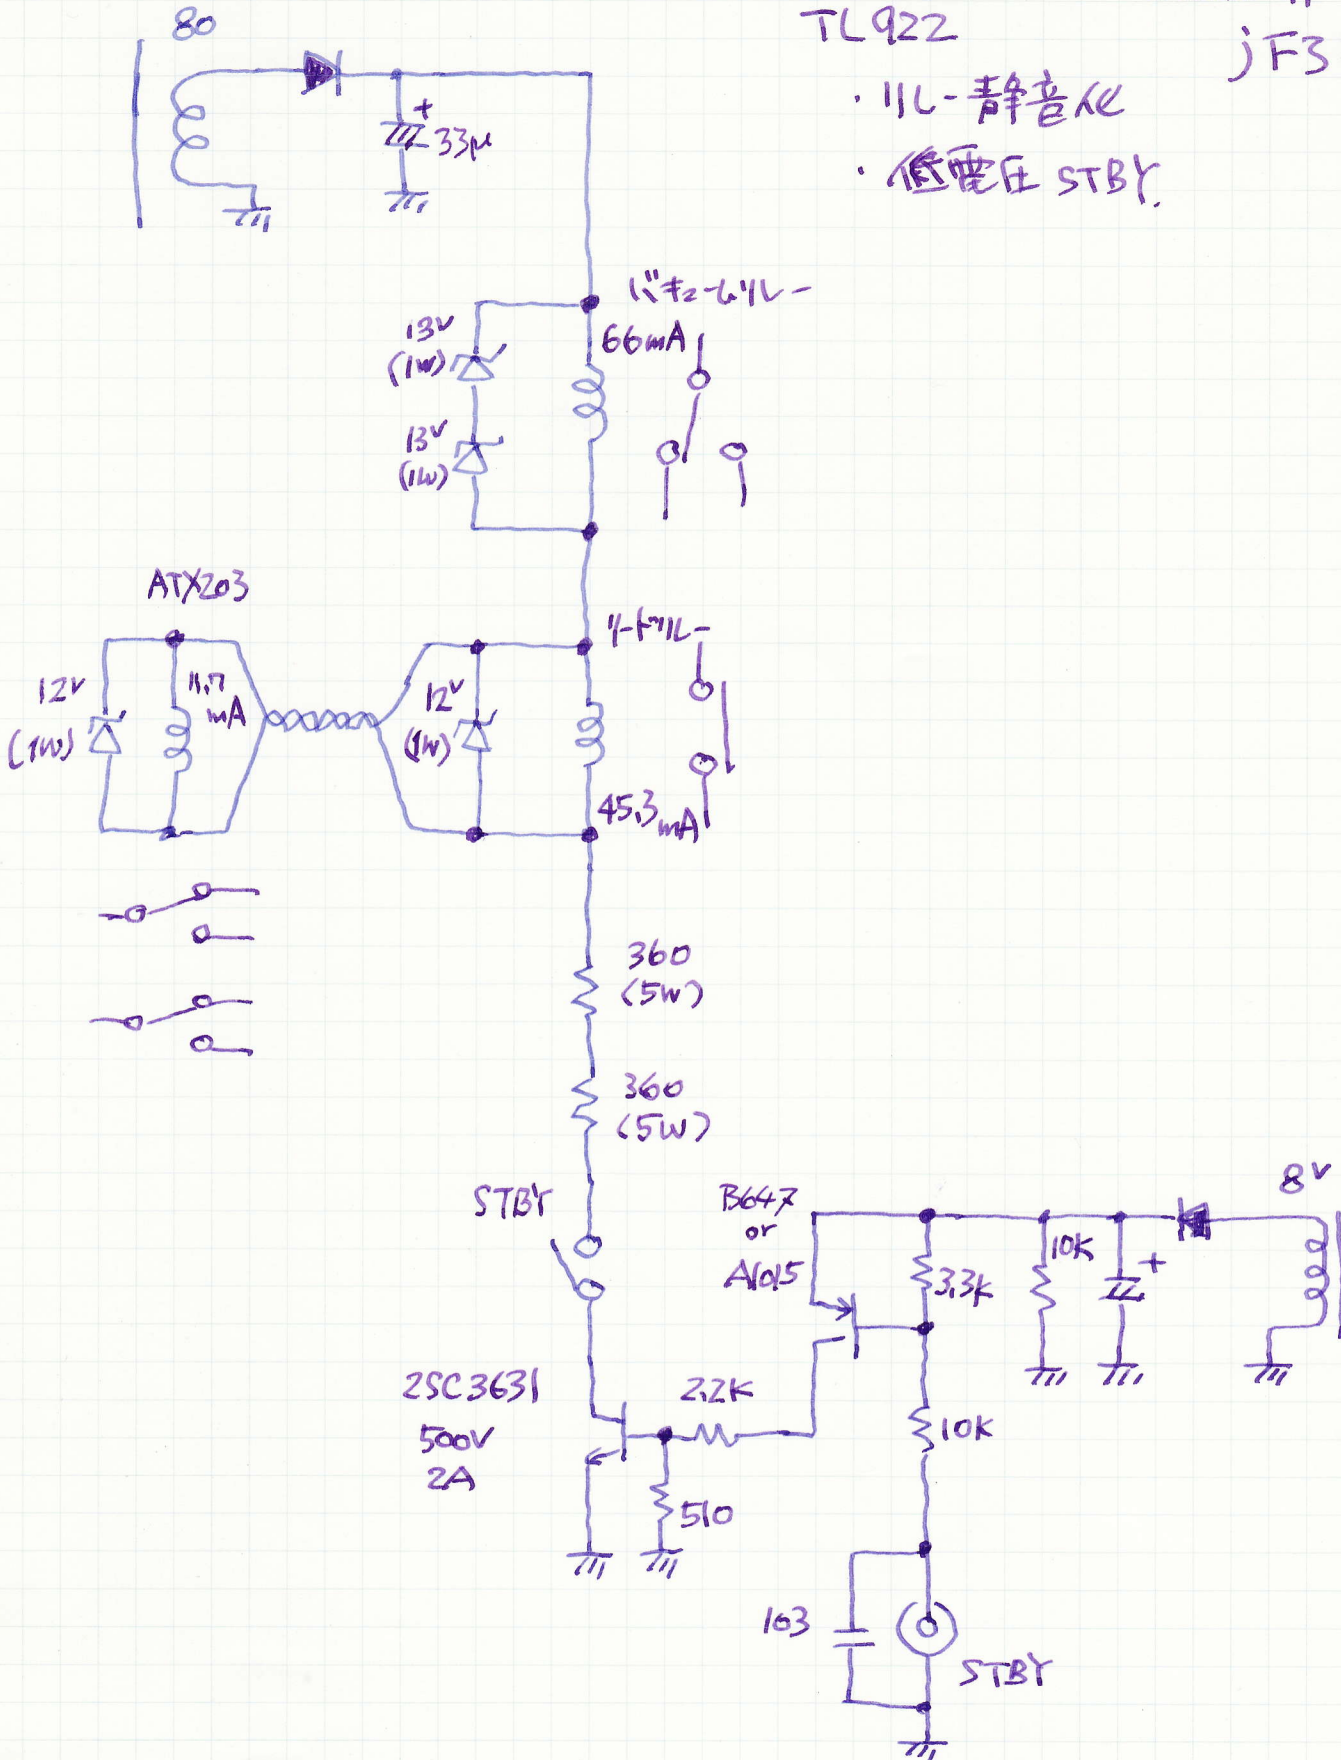 80
TL922
JF3
・リレー静音化
・低電圧 STBY.
+
33μ
バキュームリレー
66mA
13V
(1W)
13V
(1W)
ATX203
リードリレー
12V
(1W)
11.7
mA
12V
(1W)
45.3mA
360
(5W)
360
(5W)
STBY
B647
or
A1015
8V
3.3K
10K
+
2SC3631
500V
2A
2.2K
510
10K
103
STBY